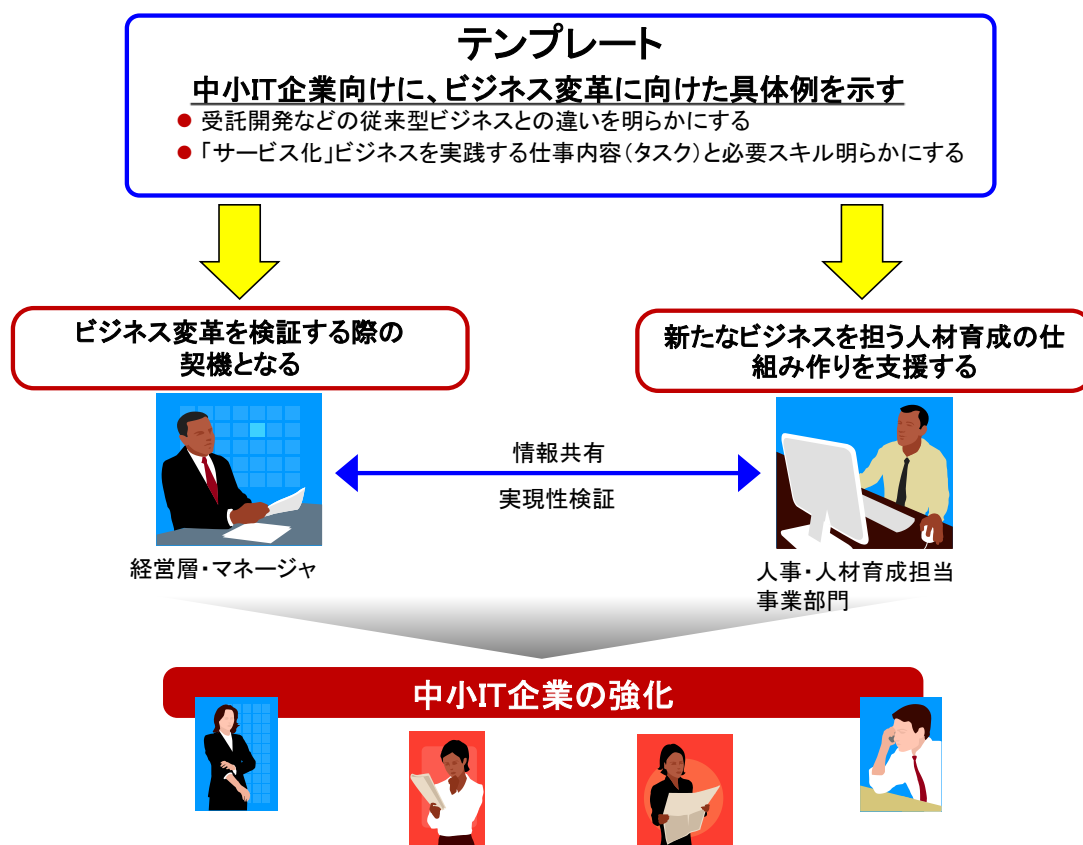 テンプレート
中小IT企業向けに、ビジネス変革に向けた具体例を示す
● 受託開発などの従来型ビジネスとの違いを明らかにする
● 「サービス化」ビジネスを実践する仕事内容(タスク)と必要スキル明らかにする
ビジネス変革を検証する際の
契機となる
新たなビジネスを担う人材育成の仕
組み作りを支援する
情報共有
実現性検証
経営層・マネージャ
人事・人材育成担当
事業部門
中小IT企業の強化